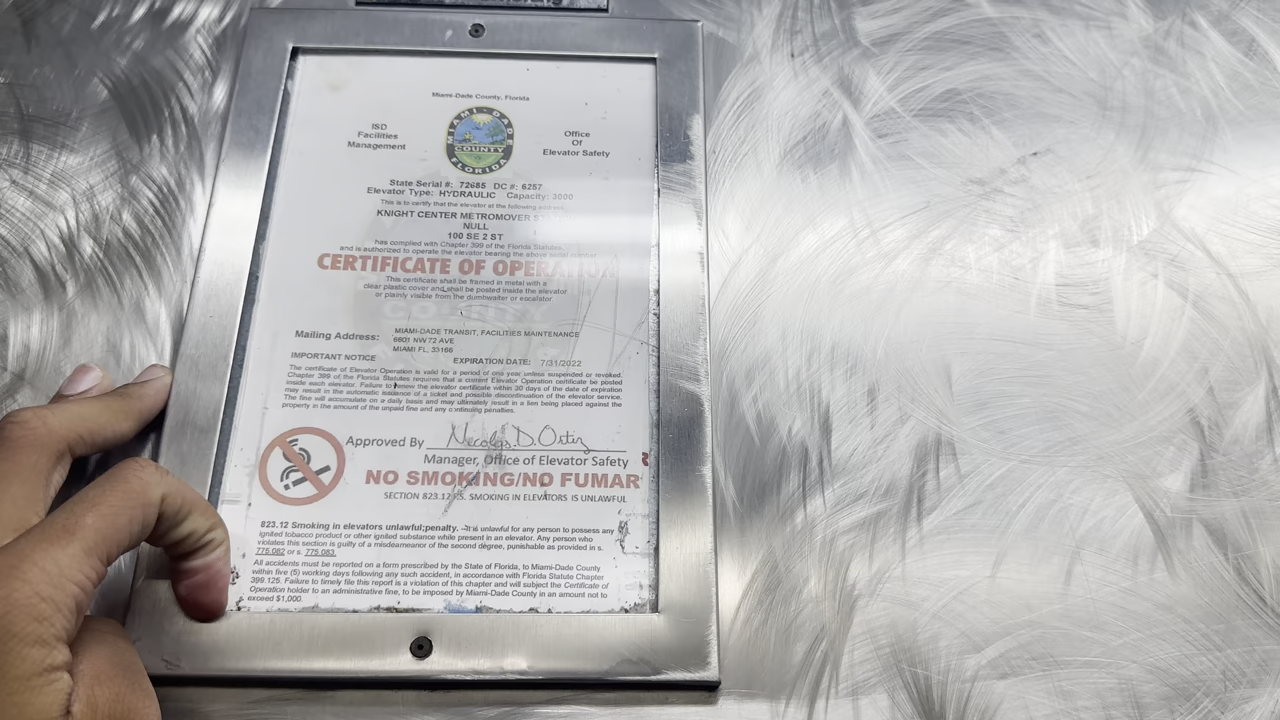 Miami-Dade County, Florida
ISD
Facilities
Management
MIAMI-DADE
COUNTY
FLORIDA
Office
Of
Elevator Safety
State Serial #: 72685 DC #: 6257
Elevator Type: HYDRAULIC Capacity: 3000
This is to certify that the elevator at the following address,
KNIGHT CENTER METROMOVER
NULL
100 SE 2 ST
has complied with Chapter 399 of the Florida Statutes,
and is authorized to operate the elevator bearing the above serial number
CERTIFICATE OF OPERATION
This certificate shall be framed in metal with a
clear plastic cover and shall be posted inside the elevator
or plainly visible from the dumbwaiter or escalator.
Mailing Address: MIAMI-DADE TRANSIT, FACILITIES MAINTENANCE
6601 NW 72 AVE
MIAMI FL, 33166
IMPORTANT NOTICE EXPIRATION DATE: 7/31/2022
The certificate of Elevator Operation is valid for a period of one year unless suspended or revoked.
Chapter 399 of the Florida Statutes requires that a current Elevator Operation certificate be posted
inside each elevator. Failure to renew the elevator certificate within 30 days of the date of expiration
may result in the automatic issuance of a ticket and possible discontinuation of the elevator service.
The fine will accumulate on a daily basis and may ultimately result in a lien being placed against the
property in the amount of the unpaid fine and any continuing penalties.
Approved By Necolas D. Ortiz
Manager, Office of Elevator Safety
NO SMOKING/NO FUMAR
SECTION 823.12 F.S. SMOKING IN ELEVATORS IS UNLAWFUL
823.12 Smoking in elevators unlawful;penalty. –It is unlawful for any person to possess any
ignited tobacco product or other ignited substance while present in an elevator. Any person who
violates this section is guilty of a misdeameanor of the second degree, punishable as provided in s.
775.082 or s. 775.083.
All accidents must be reported on a form prescribed by the State of Florida, to Miami-Dade County
within five (5) working days following any such accident, in accordance with Florida Statute Chapter
399.125. Failure to timely file this report is a violation of this chapter and will subject the Certificate of
Operation holder to an administrative fine, to be imposed by Miami-Dade County in an amount not to
exceed $1,000.